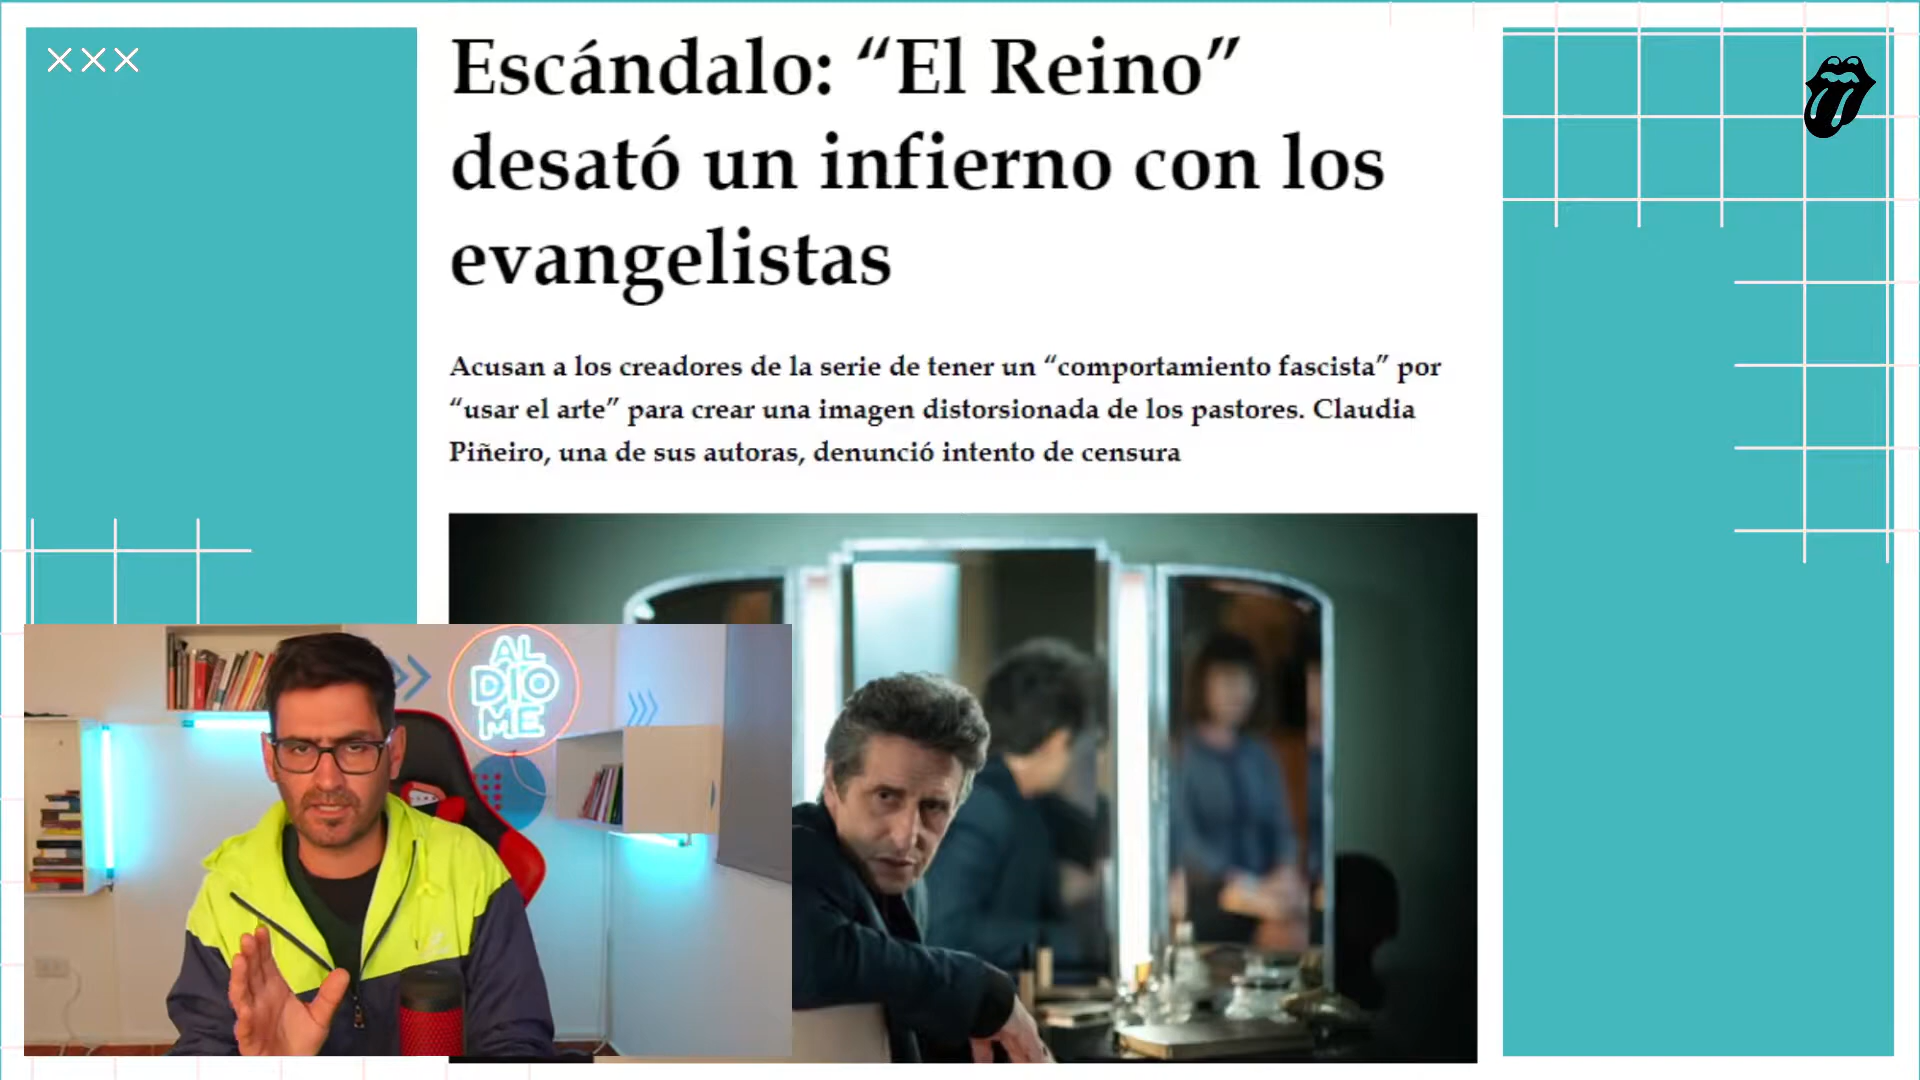 Escándalo: “El Reino”
desató un infierno con los
evangelistas
Acusan a los creadores de la serie de tener un “comportamiento fascista” por
“usar el arte” para crear una imagen distorsionada de los pastores. Claudia
Piñeiro, una de sus autoras, denunció intento de censura
AL
DIO
ME